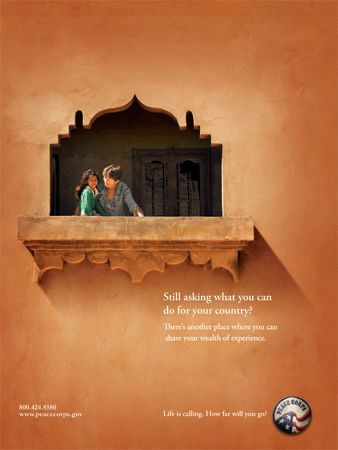 Still asking what you can
do for your country?
There's another place where you can
share your wealth of experience.
800.424.8580
www.peacecorps.gov
Life is calling. How far will you go?
PEACE CORPS